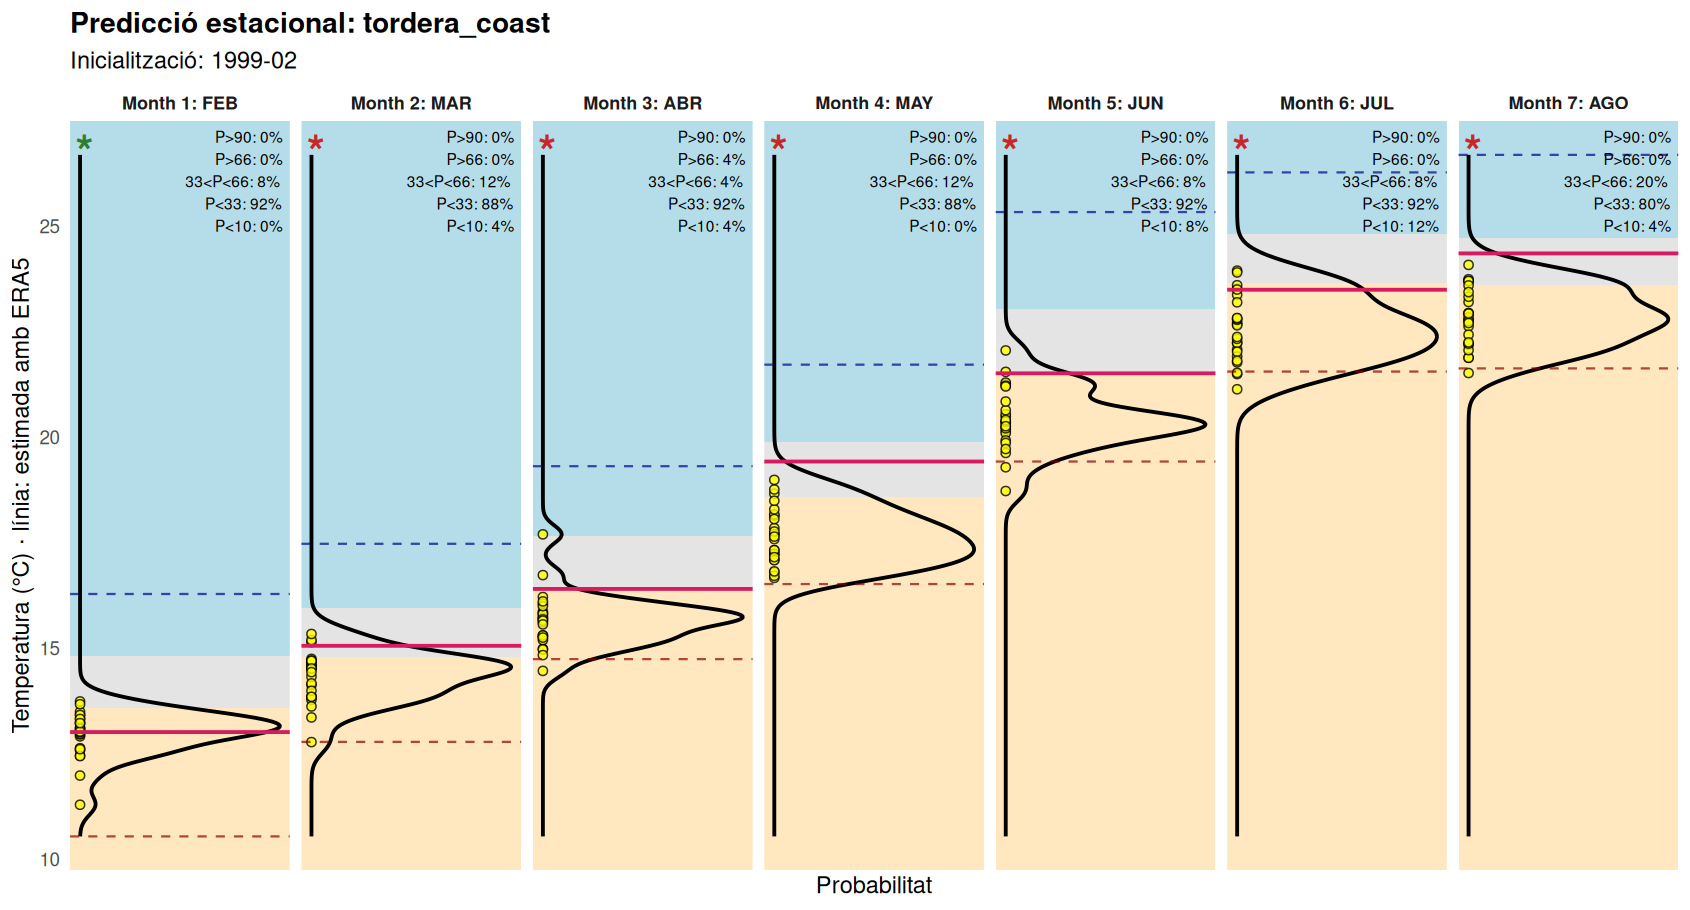 Predicció estacional: tordera_coast
Inicialització: 1999-02
Month 1: FEB
Month 2: MAR
Month 3: ABR
Month 4: MAY
Month 5: JUN
Month 6: JUL
Month 7: AGO
*
P>90: 0%
P>66: 0%
33<P<66: 8%
P<33: 92%
P<10: 0%
*
P>90: 0%
P>66: 0%
33<P<66: 12%
P<33: 88%
P<10: 4%
*
P>90: 0%
P>66: 4%
33<P<66: 4%
P<33: 92%
P<10: 4%
*
P>90: 0%
P>66: 0%
33<P<66: 12%
P<33: 88%
P<10: 0%
*
P>90: 0%
P>66: 0%
33<P<66: 8%
P<33: 92%
P<10: 8%
*
P>90: 0%
P>66: 0%
33<P<66: 8%
P<33: 92%
P<10: 12%
*
P>90: 0%
P>66: 0%
33<P<66: 20%
P<33: 80%
P<10: 4%
25
20
15
10
Temperatura (°C) · línia: estimada amb ERA5
Probabilitat